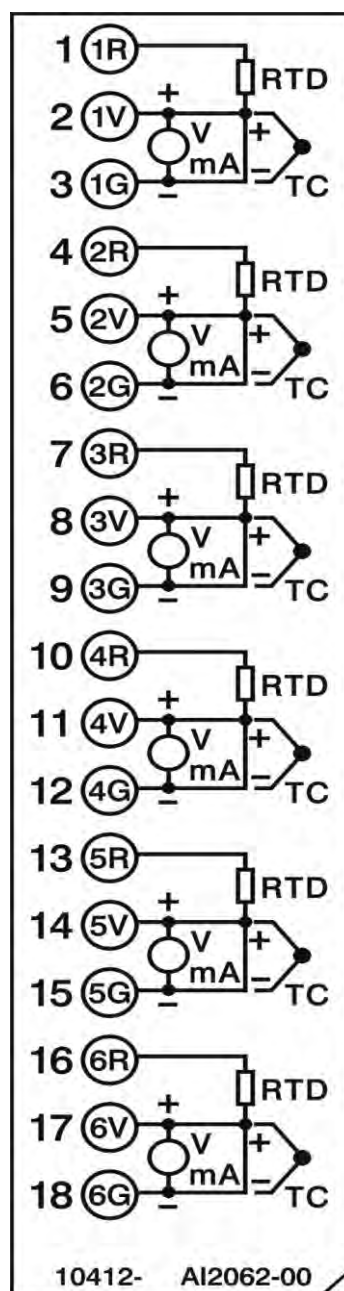 1 1R RTD
+
2 1V V +
mA
3 1G - - TC
4 2R RTD
+
5 2V V +
mA
6 2G - - TC
7 3R RTD
+
8 3V V +
mA
9 3G - - TC
10 4R RTD
+
11 4V V +
mA
12 4G - - TC
13 5R RTD
+
14 5V V +
mA
15 5G - - TC
16 6R RTD
+
17 6V V +
mA
18 6G - - TC
10412- AI2062-00